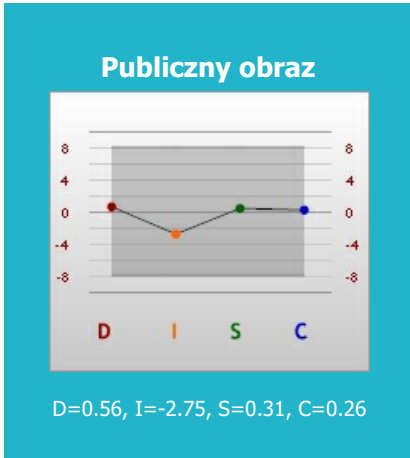 Publiczny obraz
8 8
4 4
0 0
-4 -4
-8 -8
D I S C
D=0.56, I=-2.75, S=0.31, C=0.26